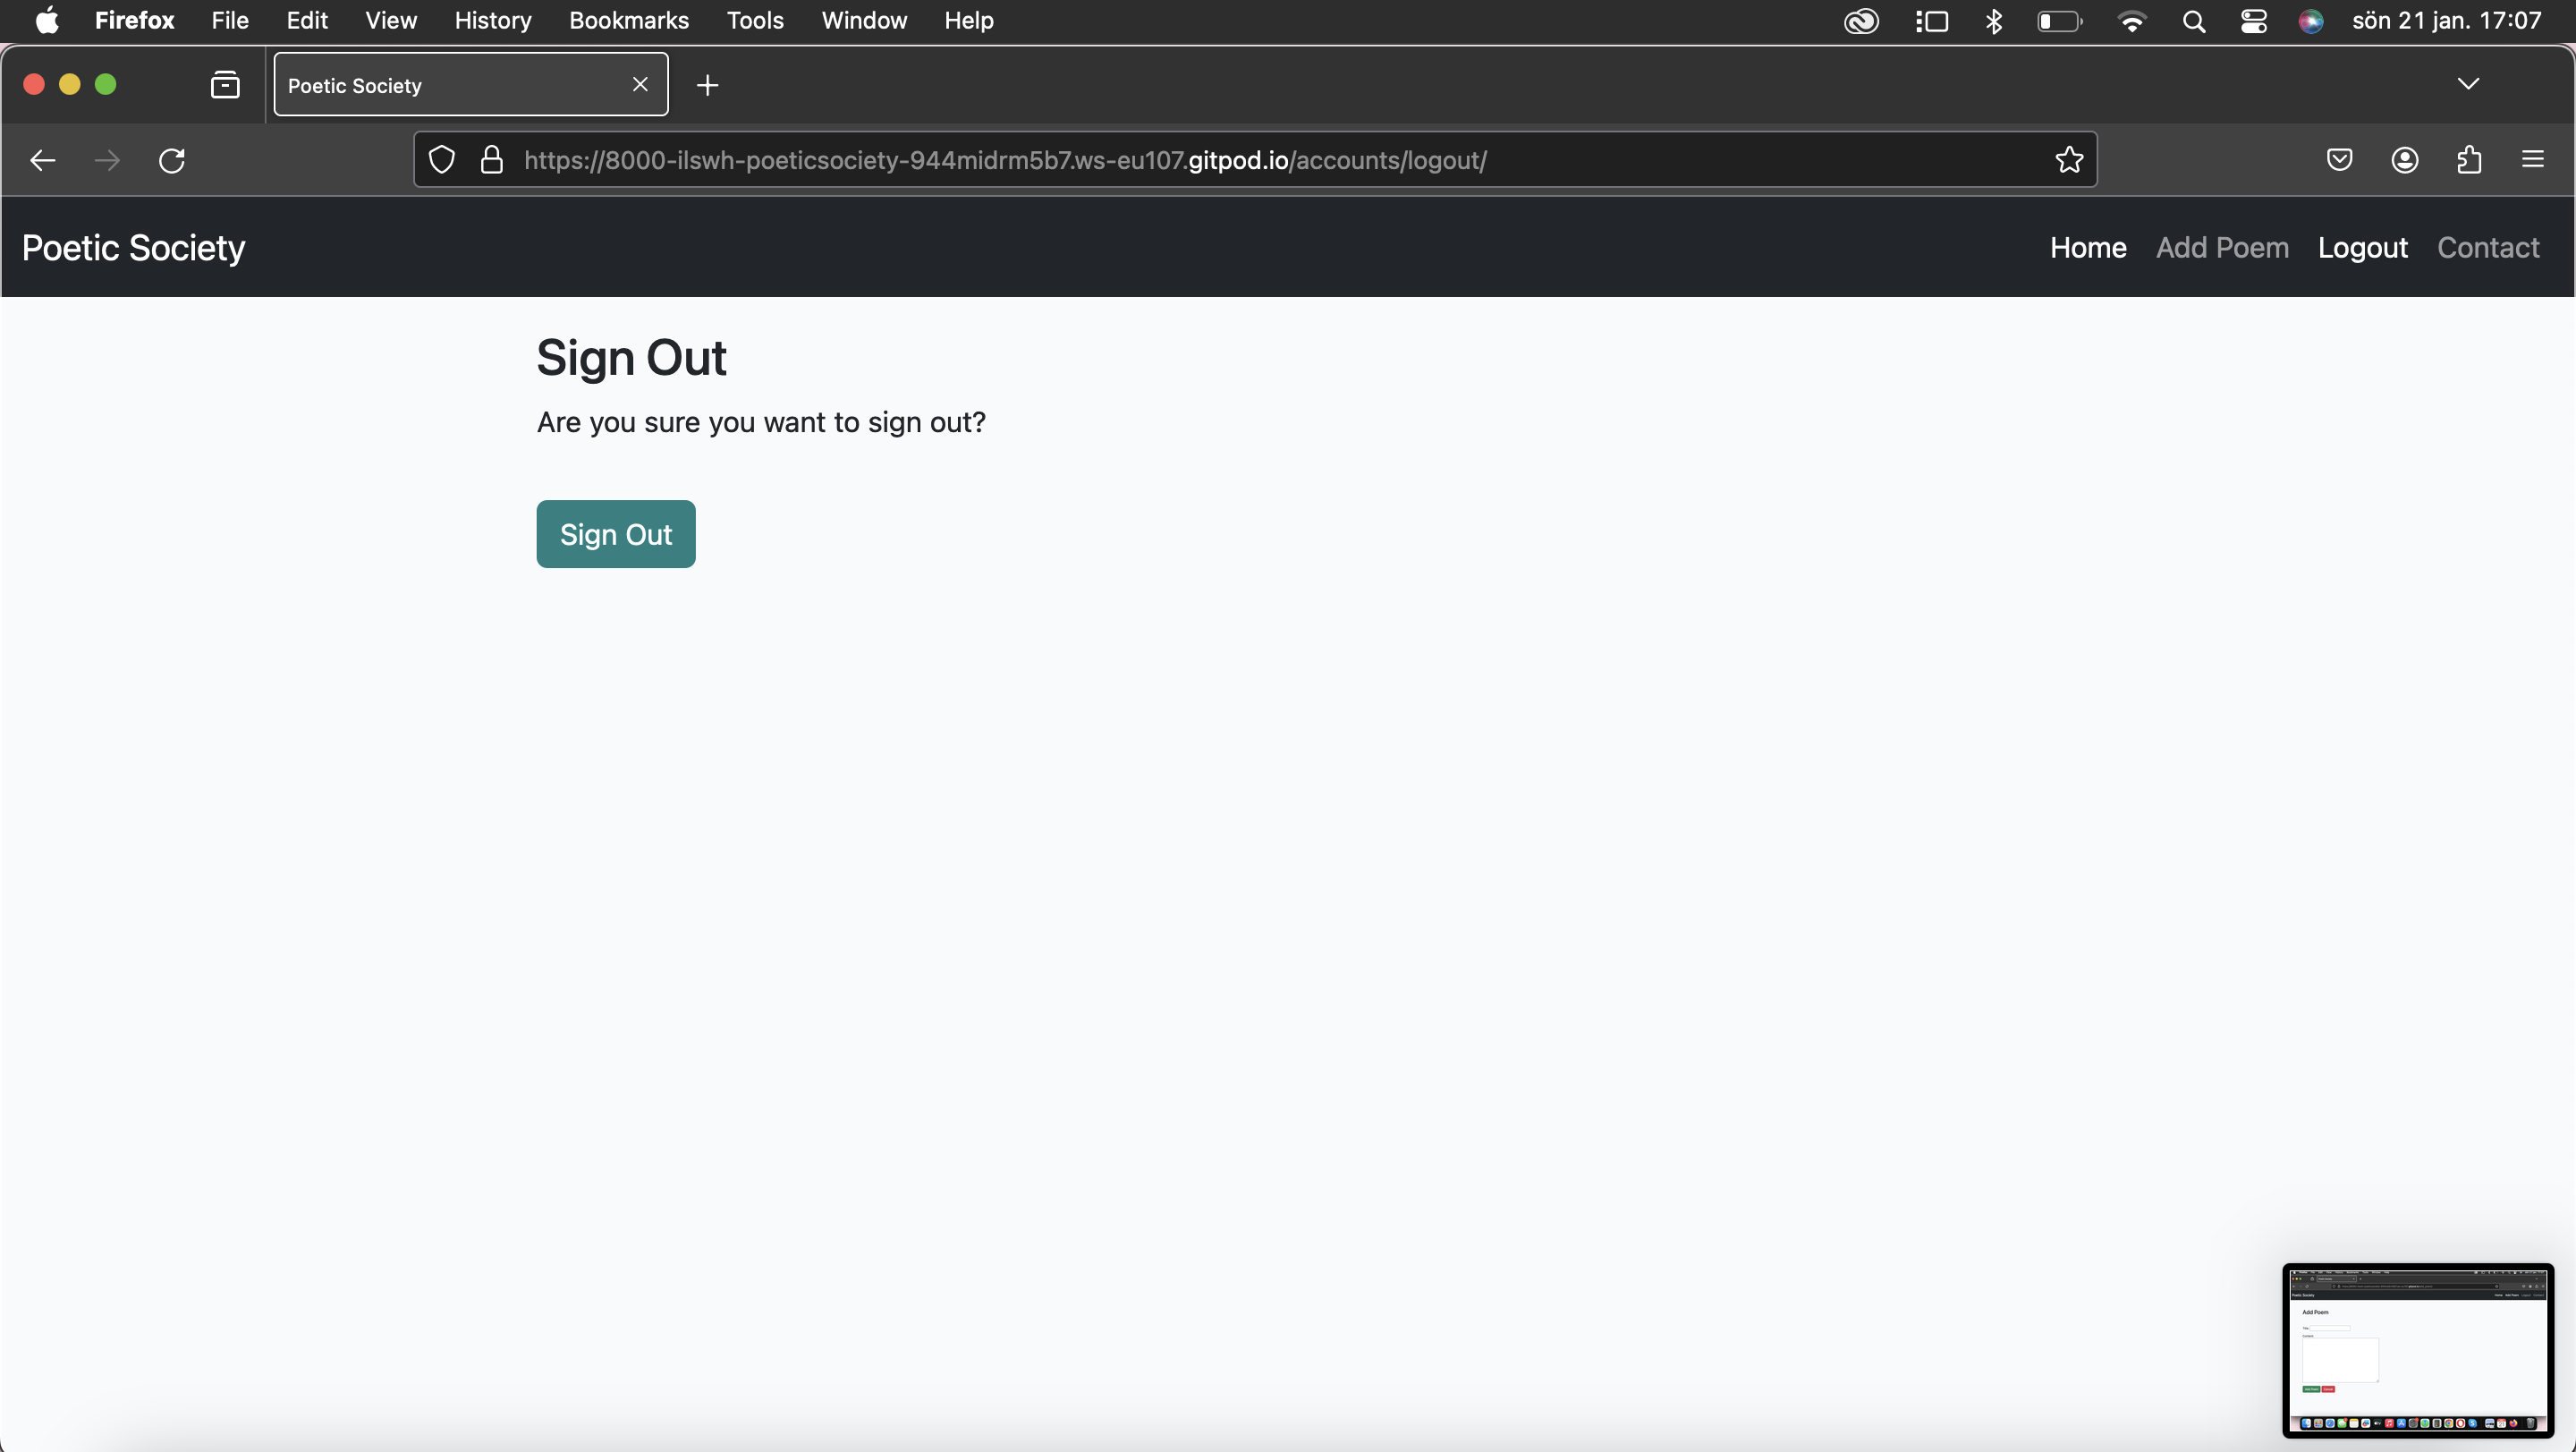 Firefox File Edit View History Bookmarks Tools Window Help sön 21 jan. 17:07
Poetic Society
https://8000-ilswh-poeticsociety-944midrm5b7.ws-eu107.gitpod.io/accounts/logout/
Poetic Society Home Add Poem Logout Contact
Sign Out
Are you sure you want to sign out?
Sign Out
Add Poem